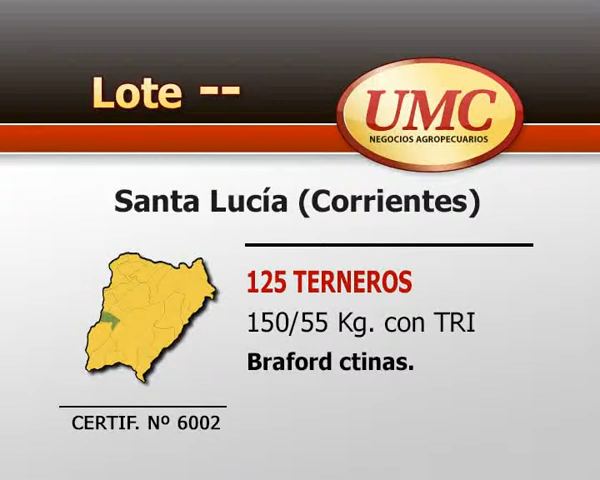 Lote --
UMC
NEGOCIOS AGROPECUARIOS
Santa Lucía (Corrientes)
125 TERNEROS
150/55 Kg. con TRI
Braford ctinas.
CERTIF. Nº 6002